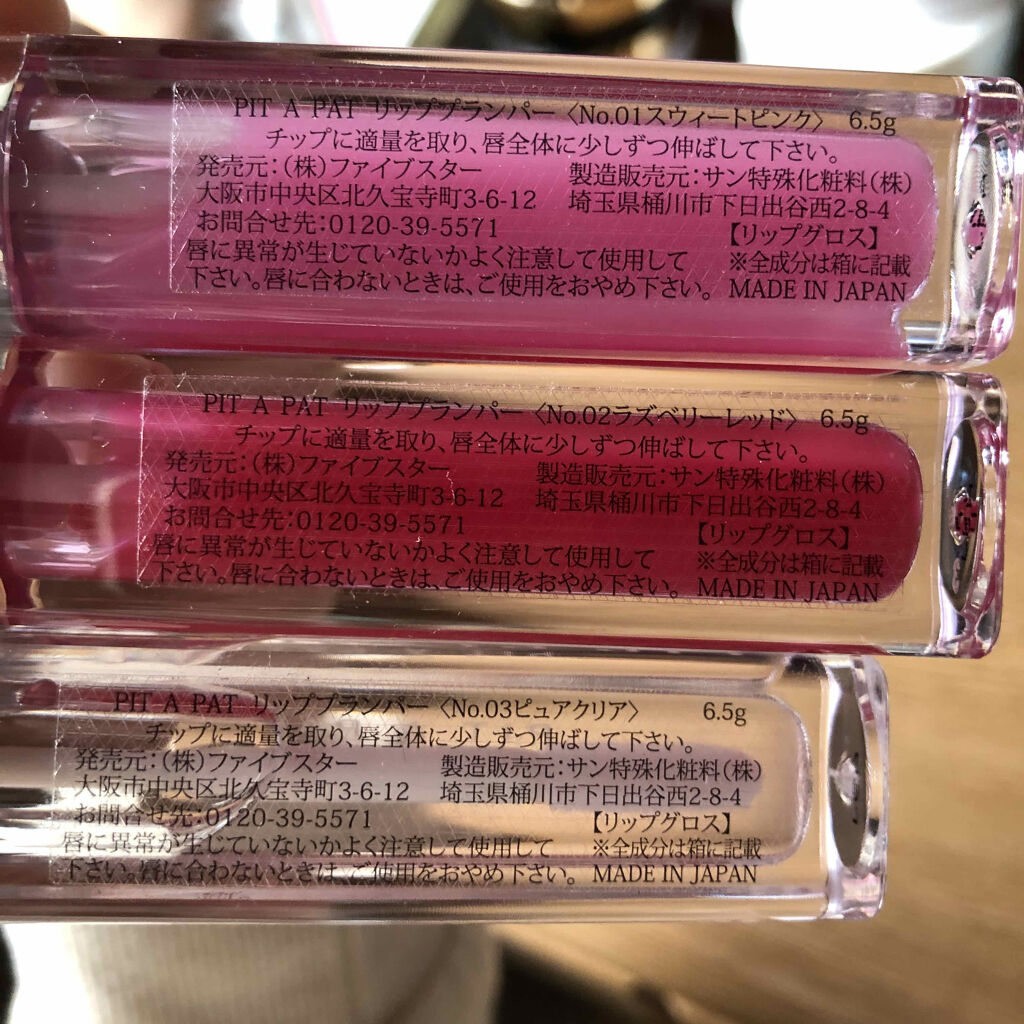 PIT A PAT リッププランパー〈No.01スウィートピンク〉 6.5g
チップに適量を取り、唇全体に少しずつ伸ばして下さい。
発売元:(株)ファイブスター 製造販売元:サン特殊化粧料(株)
大阪市中央区北久宝寺町3-6-12 埼玉県桶川市下日出谷西2-8-4
お問合せ先:0120-39-5571 【リップグロス】
唇に異常が生じていないかよく注意して使用して ※全成分は箱に記載
下さい。唇に合わないときは、ご使用をおやめ下さい。 MADE IN JAPAN
PIT A PAT リッププランパー〈No.02ラズベリーレッド〉 6.5g
チップに適量を取り、唇全体に少しずつ伸ばして下さい。
発売元:(株)ファイブスター 製造販売元:サン特殊化粧料(株)
大阪市中央区北久宝寺町3-6-12 埼玉県桶川市下日出谷西2-8-4
お問合せ先:0120-39-5571 【リップグロス】
唇に異常が生じていないかよく注意して使用して ※全成分は箱に記載
下さい。唇に合わないときは、ご使用をおやめ下さい。 MADE IN JAPAN
PIT A PAT リッププランパー〈No.03ピュアクリア〉 6.5g
チップに適量を取り、唇全体に少しずつ伸ばして下さい。
発売元:(株)ファイブスター 製造販売元:サン特殊化粧料(株)
大阪市中央区北久宝寺町3-6-12 埼玉県桶川市下日出谷西2-8-4
お問合せ先:0120-39-5571 【リップグロス】
唇に異常が生じていないかよく注意して使用して ※全成分は箱に記載
下さい。唇に合わないときは、ご使用をおやめ下さい。 MADE IN JAPAN